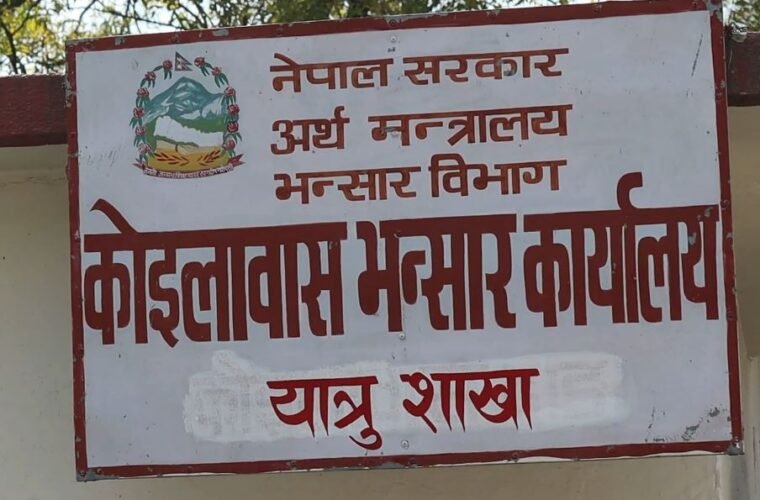 नेपाल सरकार
अर्थ मन्त्रालय
भन्सार विभाग
कोइलावास भन्सार कार्यालय
यात्रु शाखा